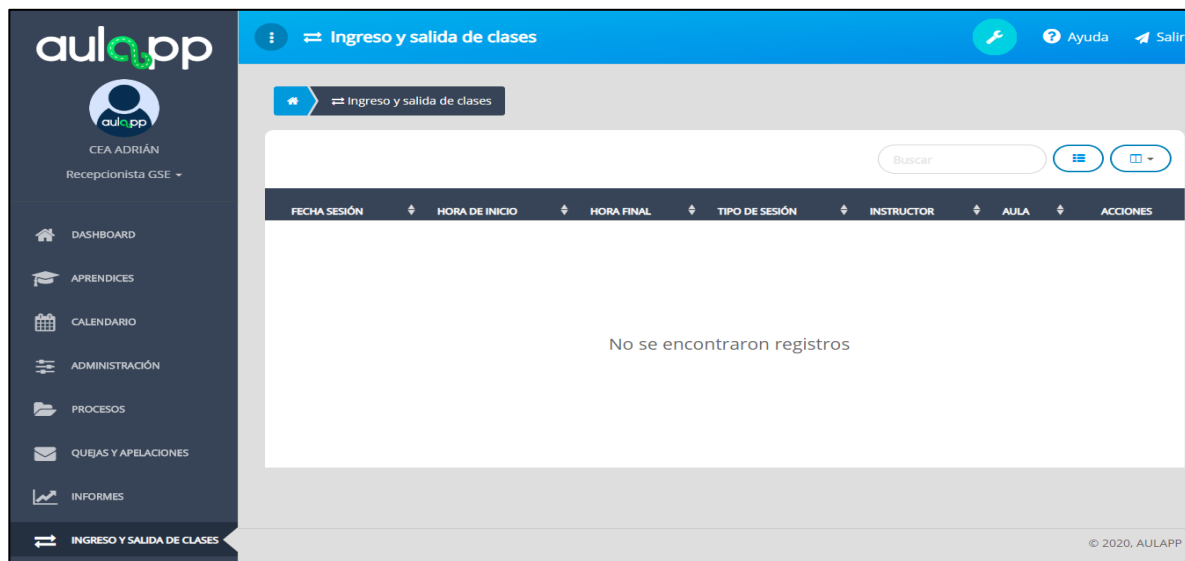 aulapp
aulapp
CEA ADRIÁN
Recepcionista GSE
DASHBOARD
APRENDICES
CALENDARIO
ADMINISTRACIÓN
PROCESOS
QUEJAS Y APELACIONES
INFORMES
INGRESO Y SALIDA DE CLASES
Ingreso y salida de clases
Ayuda
Salir
Ingreso y salida de clases
Buscar
FECHA SESIÓN HORA DE INICIO HORA FINAL TIPO DE SESIÓN INSTRUCTOR AULA ACCIONES
No se encontraron registros
© 2020, AULAPP